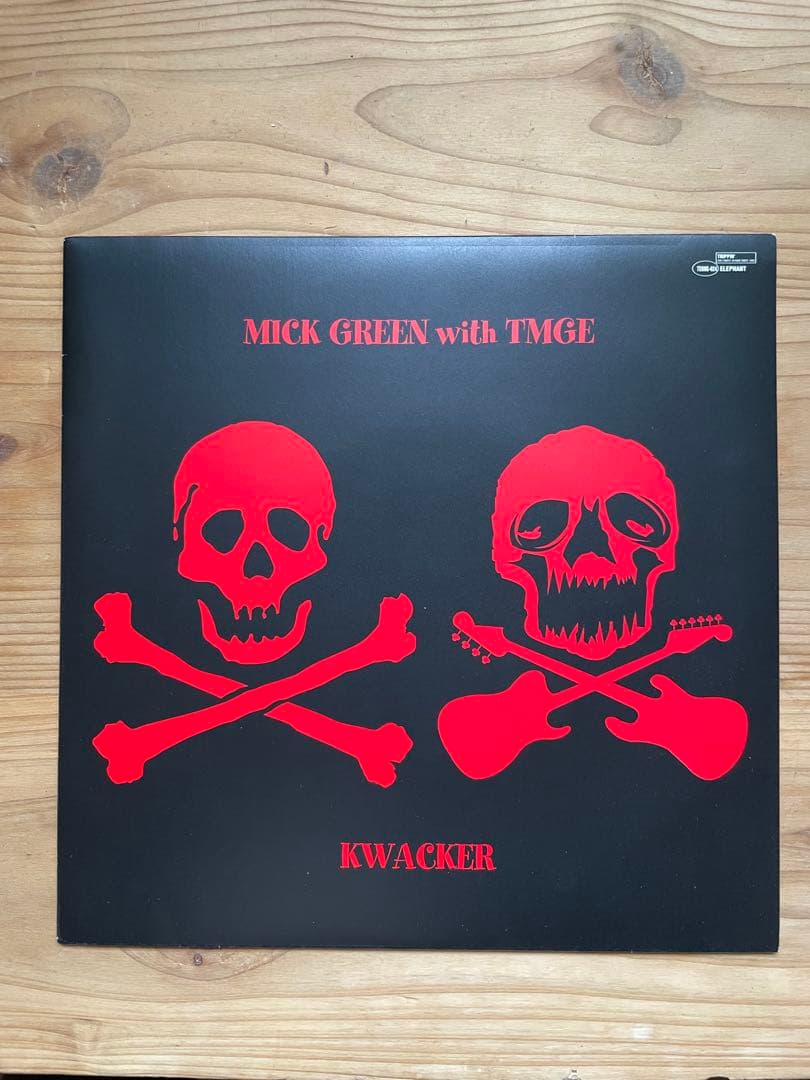 TRIPPIN'
ELEPHANT
MICK GREEN with TMGE
KWACKER